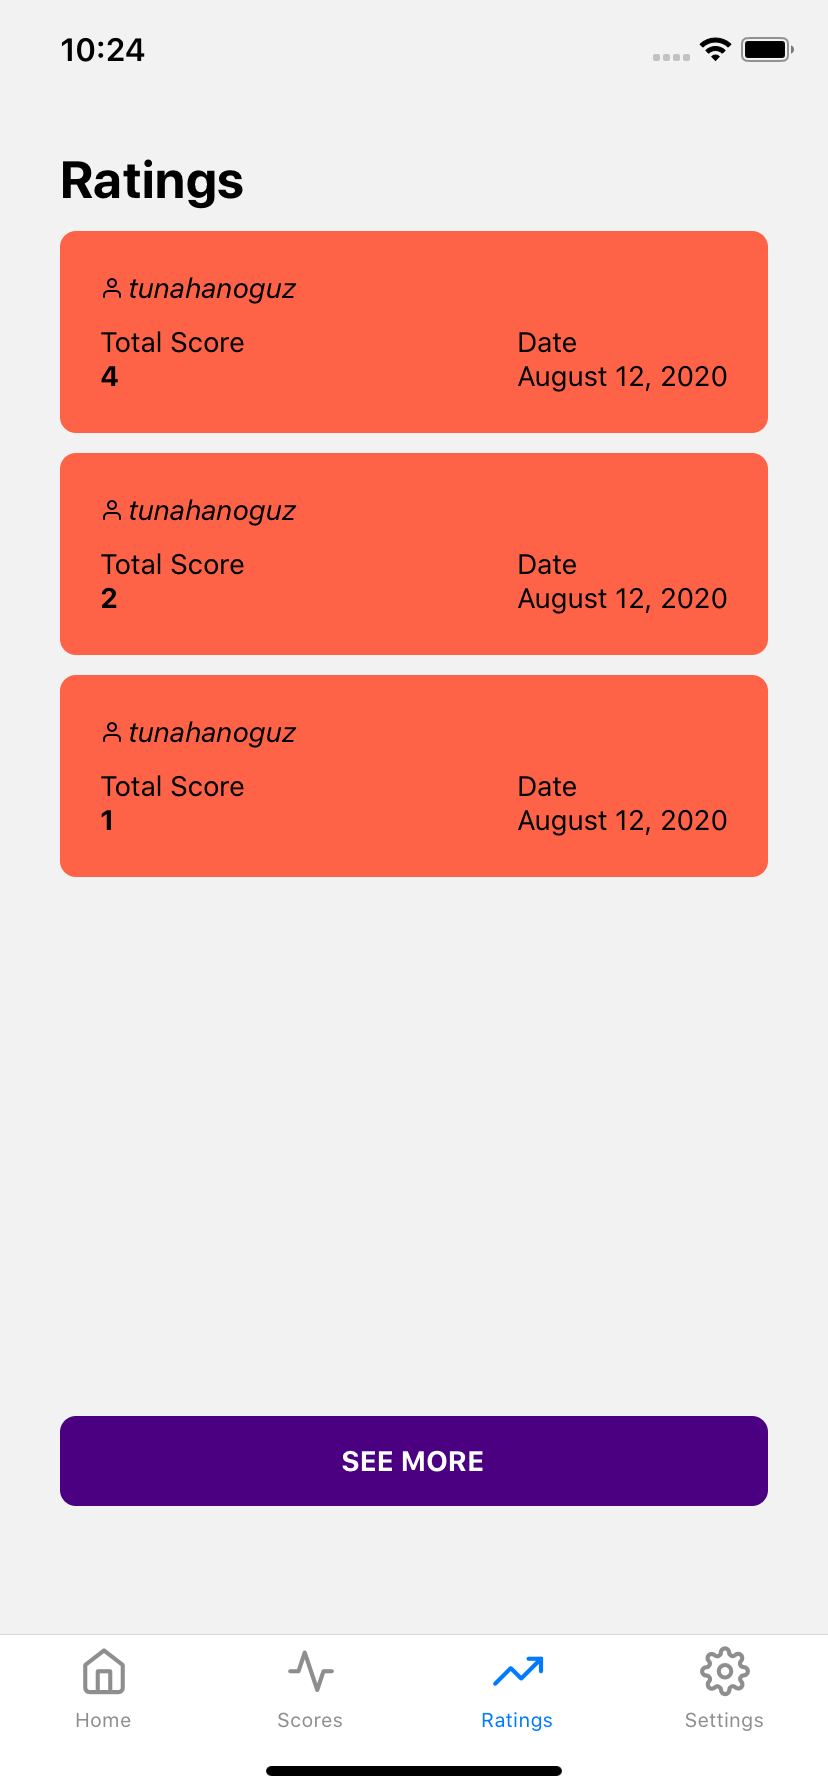 10:24
Ratings
tunahanoguz
Total Score
Date
4
August 12, 2020
tunahanoguz
Total Score
Date
2
August 12, 2020
tunahanoguz
Total Score
Date
1
August 12, 2020
SEE MORE
Home
Scores
Ratings
Settings